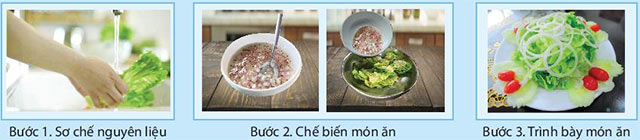 Bước 1. Sơ chế nguyên liệu
Bước 2. Chế biến món ăn
Bước 3. Trình bày món ăn